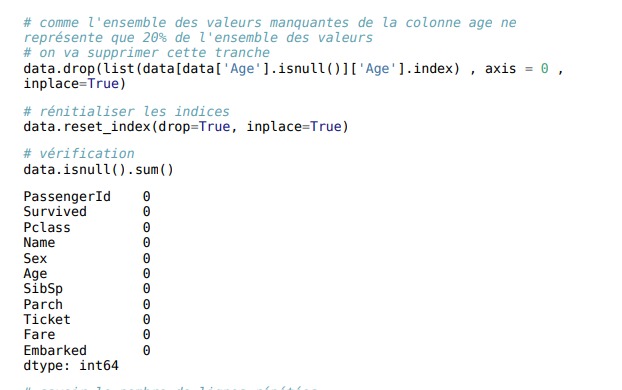 # comme l'ensemble des valeurs manquantes de la colonne age ne
représente que 20% de l'ensemble des valeurs
# on va supprimer cette tranche
data.drop(list(data[data['Age'].isnull()]['Age'].index) , axis = 0 ,
inplace=True)
# rénitialiser les indices
data.reset_index(drop=True, inplace=True)
# vérification
data.isnull().sum()
PassengerId 0
Survived 0
Pclass 0
Name 0
Sex 0
Age 0
SibSp 0
Parch 0
Ticket 0
Fare 0
Embarked 0
dtype: int64